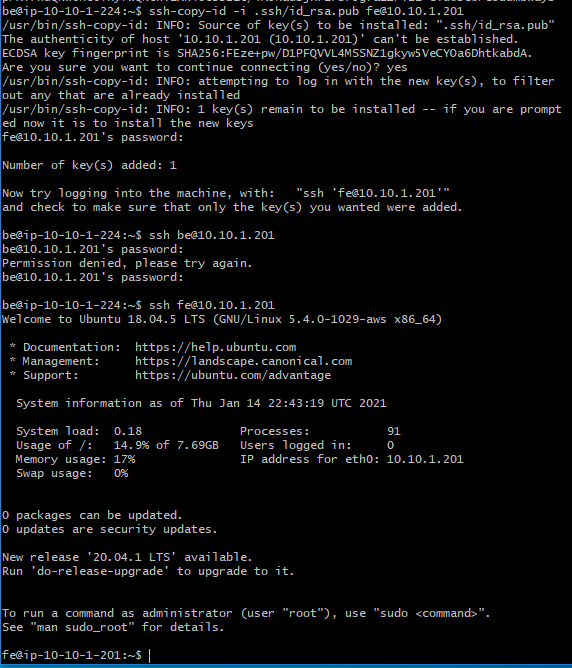 be@ip-10-10-1-224:~$ ssh-copy-id -i .ssh/id_rsa.pub fe@10.10.1.201
/usr/bin/ssh-copy-id: INFO: Source of key(s) to be installed: ".ssh/id_rsa.pub"
The authenticity of host '10.10.1.201 (10.10.1.201)' can't be established.
ECDSA key fingerprint is SHA256:FEze+pw/D1PFQVVL4MSSNZ1gkyw5VeCYOa6DhtkabdA.
Are you sure you want to continue connecting (yes/no)? yes
/usr/bin/ssh-copy-id: INFO: attempting to log in with the new key(s), to filter
out any that are already installed
/usr/bin/ssh-copy-id: INFO: 1 key(s) remain to be installed -- if you are prompt
ed now it is to install the new keys
fe@10.10.1.201's password:
Number of key(s) added: 1
Now try logging into the machine, with:   "ssh 'fe@10.10.1.201'"
and check to make sure that only the key(s) you wanted were added.
be@ip-10-10-1-224:~$ ssh be@10.10.1.201
be@10.10.1.201's password:
Permission denied, please try again.
be@10.10.1.201's password:
be@ip-10-10-1-224:~$ ssh fe@10.10.1.201
Welcome to Ubuntu 18.04.5 LTS (GNU/Linux 5.4.0-1029-aws x86_64)
* Documentation:  https://help.ubuntu.com
* Management:     https://landscape.canonical.com
* Support:        https://ubuntu.com/advantage
System information as of Thu Jan 14 22:43:19 UTC 2021
System load:  0.18              Processes:           91
Usage of /:   14.9% of 7.69GB   Users logged in:     0
Memory usage: 17%               IP address for eth0: 10.10.1.201
Swap usage:   0%
0 packages can be updated.
0 updates are security updates.
New release '20.04.1 LTS' available.
Run 'do-release-upgrade' to upgrade to it.
To run a command as administrator (user "root"), use "sudo <command>".
See "man sudo_root" for details.
fe@ip-10-10-1-201:~$